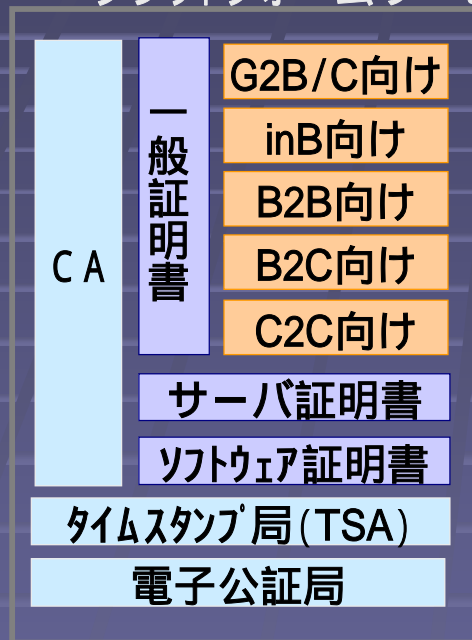 CA
一般証明書
G2B/C向け
inB向け
B2B向け
B2C向け
C2C向け
サーバ証明書
ソフトウェア証明書
タイムスタンプ局(TSA)
電子公証局